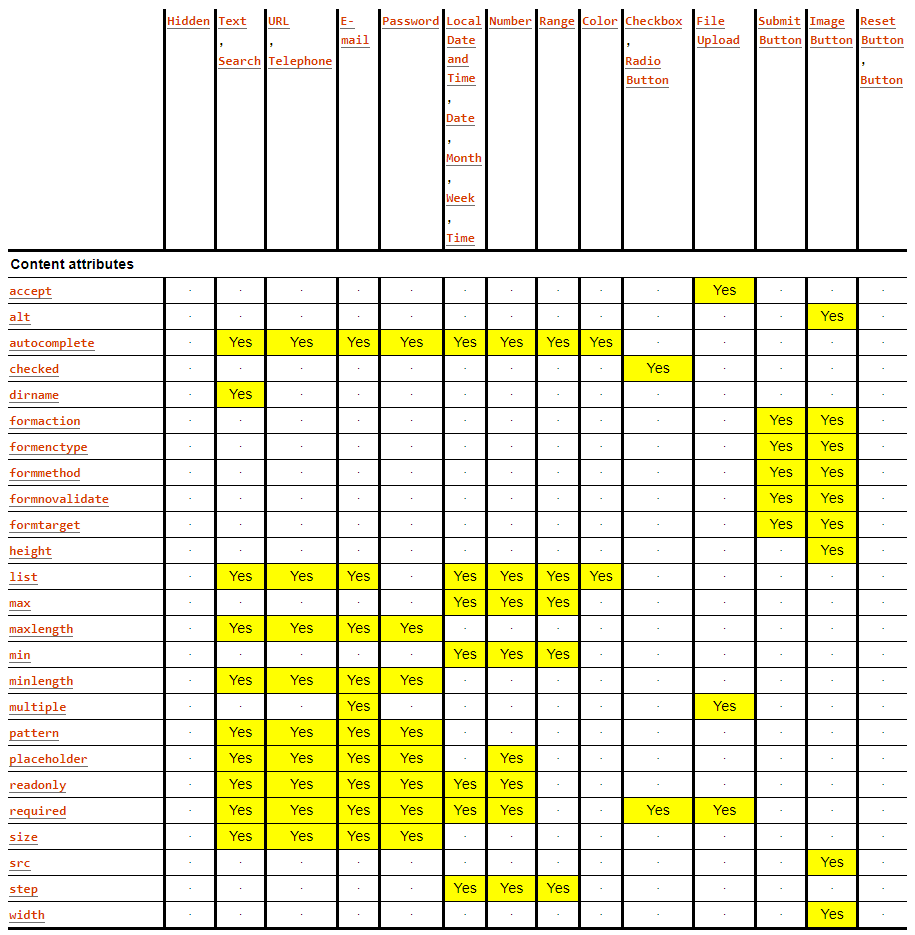 Hidden Text URL E- Password Local Number Range Color Checkbox File Submit Image Reset
, , mail Date , Upload Button Button Button
Search Telephone and Radio ,
Time Button Button
,
Date
,
Month
,
Week
,
Time
Content attributes
accept · · · · · · · · · · Yes · · ·
alt · · · · · · · · · · · · Yes ·
autocomplete · Yes Yes Yes Yes Yes Yes Yes Yes · · · · ·
checked · · · · · · · · · Yes · · · ·
dirname · Yes · · · · · · · · · · · ·
formaction · · · · · · · · · · · Yes Yes ·
formenctype · · · · · · · · · · · Yes Yes ·
formmethod · · · · · · · · · · · Yes Yes ·
formnovalidate · · · · · · · · · · · Yes Yes ·
formtarget · · · · · · · · · · · Yes Yes ·
height · · · · · · · · · · · · Yes ·
list · Yes Yes Yes · Yes Yes Yes Yes · · · · ·
max · · · · · Yes Yes Yes · · · · · ·
maxlength · Yes Yes Yes Yes · · · · · · · · ·
min · · · · · Yes Yes Yes · · · · · ·
minlength · Yes Yes Yes Yes · · · · · · · · ·
multiple · · · Yes · · · · · · Yes · · ·
pattern · Yes Yes Yes Yes · · · · · · · · ·
placeholder · Yes Yes Yes Yes · Yes · · · · · · ·
readonly · Yes Yes Yes Yes Yes Yes · · · · · · ·
required · Yes Yes Yes Yes Yes Yes · · Yes Yes · · ·
size · Yes Yes Yes Yes · · · · · · · · ·
src · · · · · · · · · · · · Yes ·
step · · · · · Yes Yes Yes · · · · · ·
width · · · · · · · · · · · · Yes ·